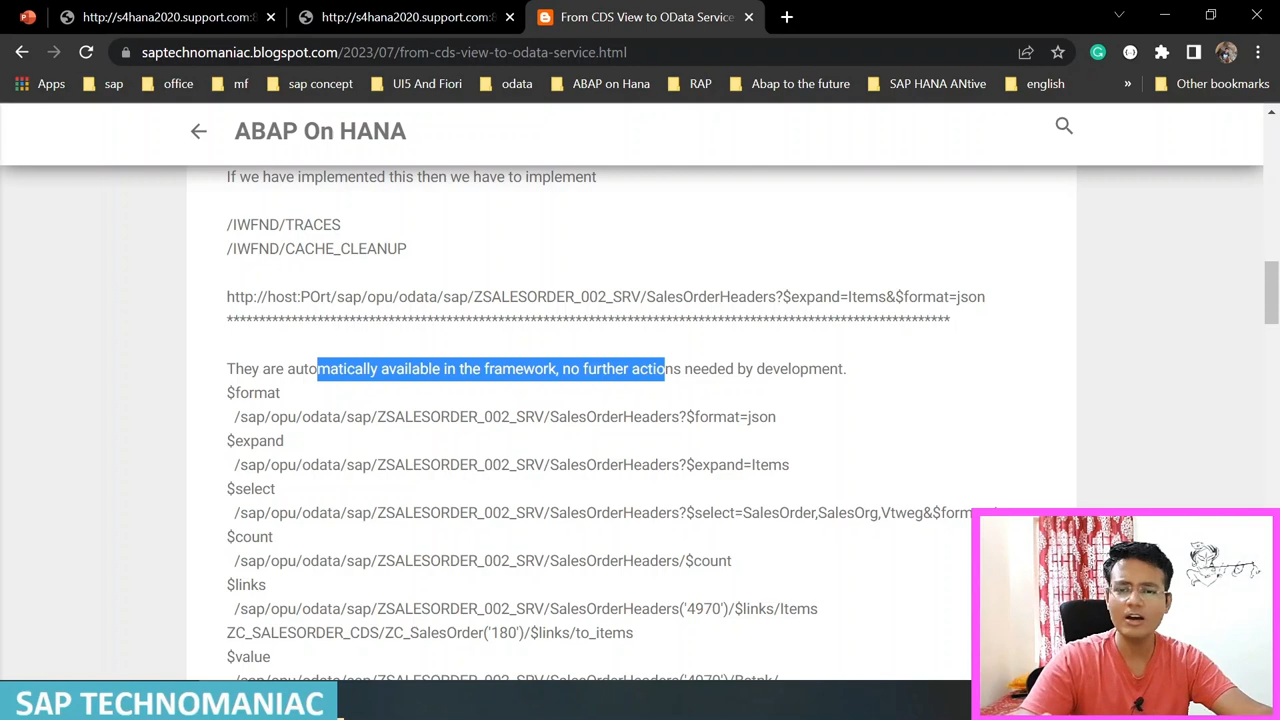 http://s4hana2020.support.com:8
http://s4hana2020.support.com:8
From CDS View to OData Service
saptechnomaniac.blogspot.com/2023/07/from-cds-view-to-odata-service.html
Apps
sap
office
mf
sap concept
UI5 And Fiori
odata
ABAP on Hana
RAP
Abap to the future
SAP HANA ANtive
english
»
Other bookmarks
ABAP On HANA
If we have implemented this then we have to implement
/IWFND/TRACES
/IWFND/CACHE_CLEANUP
http://host:POrt/sap/opu/odata/sap/ZSALESORDER_002_SRV/SalesOrderHeaders?$expand=Items&$format=json
They are automatically available in the framework, no further actions needed by development.
$format
/sap/opu/odata/sap/ZSALESORDER_002_SRV/SalesOrderHeaders?$format=json
$expand
/sap/opu/odata/sap/ZSALESORDER_002_SRV/SalesOrderHeaders?$expand=Items
$select
/sap/opu/odata/sap/ZSALESORDER_002_SRV/SalesOrderHeaders?$select=SalesOrder,SalesOrg,Vtweg&$form
$count
/sap/opu/odata/sap/ZSALESORDER_002_SRV/SalesOrderHeaders/$count
$links
/sap/opu/odata/sap/ZSALESORDER_002_SRV/SalesOrderHeaders('4970')/$links/Items
ZC_SALESORDER_CDS/ZC_SalesOrder('180')/$links/to_items
$value
SAP TECHNOMANIAC